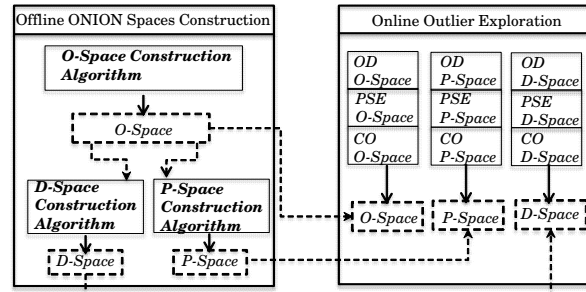 Offline ONION Spaces Construction
O-Space Construction
Algorithm
O-Space
D-Space
Construction
Algorithm
P-Space
Construction
Algorithm
D-Space
P-Space
Online Outlier Exploration
OD
O-Space
PSE
O-Space
CO
O-Space
OD
P-Space
PSE
P-Space
CO
P-Space
OD
D-Space
PSE
D-Space
CO
D-Space
O-Space
P-Space
D-Space